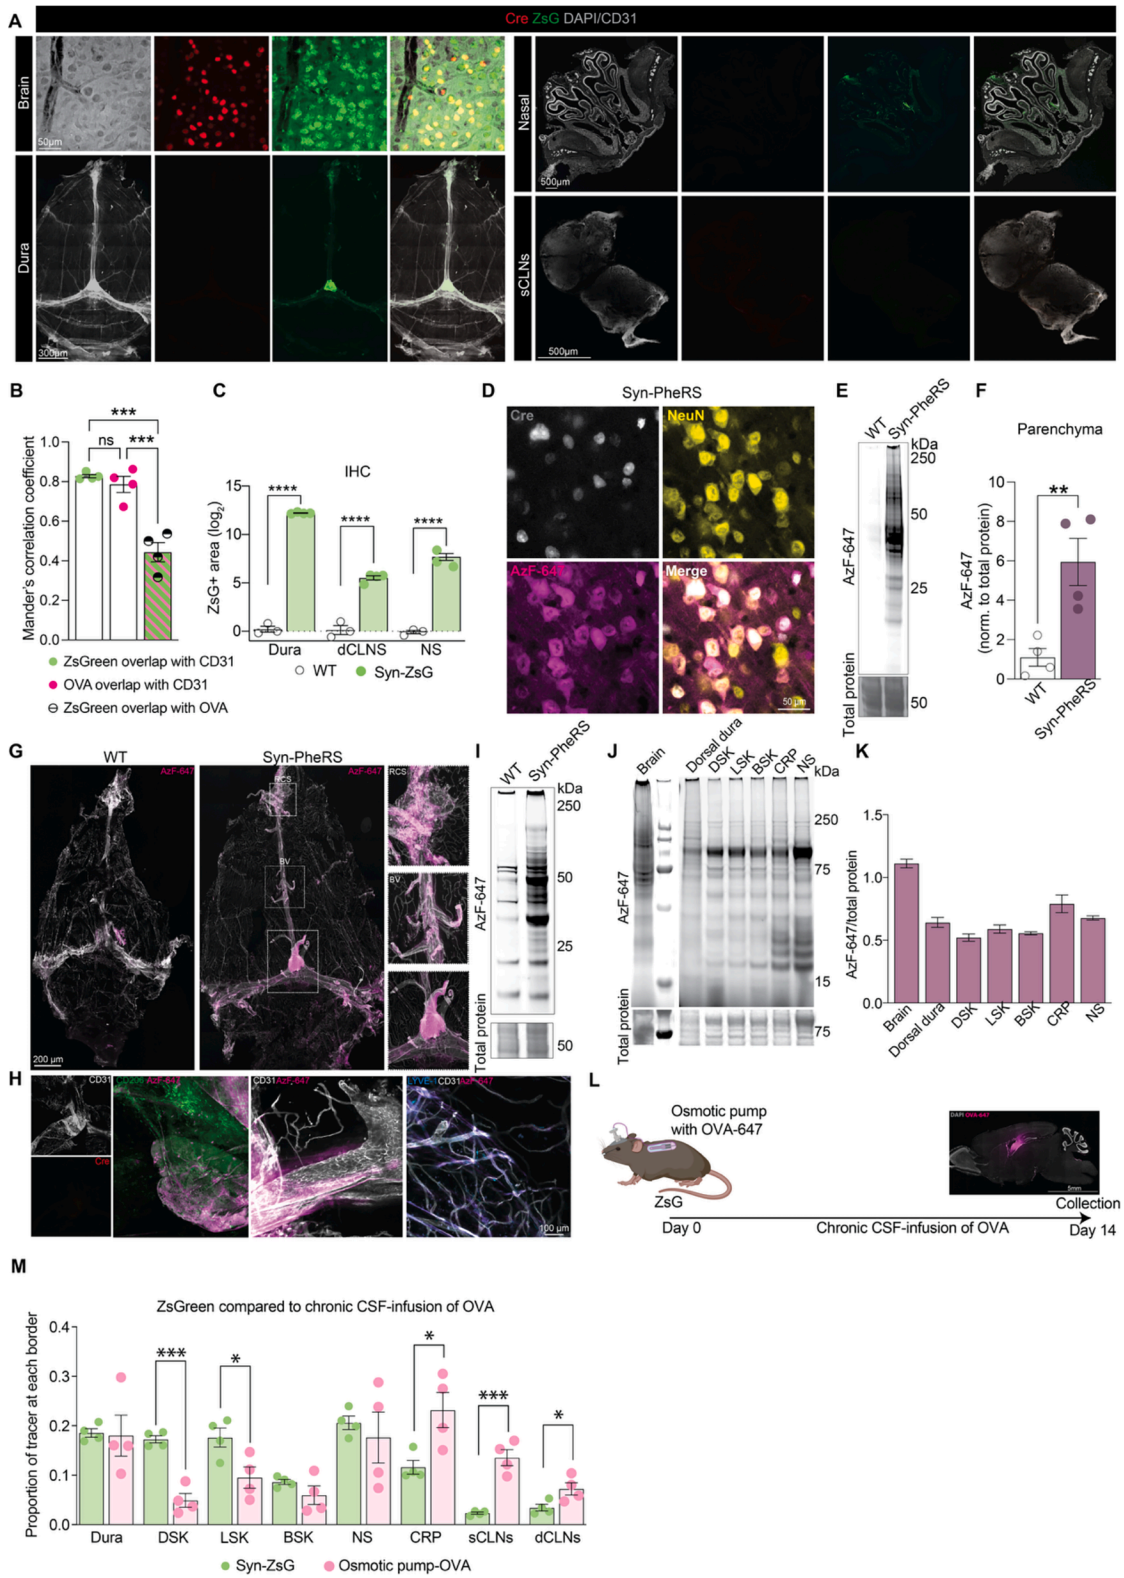 A
Cre ZsG DAPI/CD31
Brain
50µm
Dura
300µm
Nasal
500µm
sCLNs
500µm
B
Mander's correlation coefficient
1.0
0.8
0.6
0.4
0.2
0.0
ns
***
***
ZsGreen overlap with CD31
OVA overlap with CD31
ZsGreen overlap with OVA
C
IHC
ZsG+ area (log2)
15
10
5
0
****
****
****
Dura
dCLNS
NS
WT
Syn-ZsG
D
Syn-PheRS
Cre
NeuN
AzF-647
Merge
50 µm
E
WT
Syn-PheRS
kDa
250
50
25
AzF-647
Total protein
50
F
Parenchyma
AzF-647
(norm. to total protein)
10
8
6
4
2
0
**
WT
Syn-PheRS
G
WT
Syn-PheRS
AzF-647
AzF-647
RCS
BV
RCS
BV
200 µm
H
CD31
Cre
CD206 AzF-647
CD31AzF-647
LYVE-1CD31AzF-647
100 µm
I
WT
Syn-PheRS
kDa
250
50
25
AzF-647
Total protein
50
J
Brain
Dorsal dura
DSK
LSK
BSK
CRP
NS
kDa
250
75
15
AzF-647
Total protein
75
K
AzF-647/total protein
1.5
1.0
0.5
0.0
Brain
Dorsal dura
DSK
LSK
BSK
CRP
NS
L
Osmotic pump
with OVA-647
ZsG
Day 0
Chronic CSF-infusion of OVA
Collection
Day 14
DAPI OVA-647
5mm
M
ZsGreen compared to chronic CSF-infusion of OVA
Proportion of tracer at each border
0.4
0.3
0.2
0.1
0.0
***
*
*
***
*
Dura
DSK
LSK
BSK
NS
CRP
sCLNs
dCLNs
Syn-ZsG
Osmotic pump-OVA